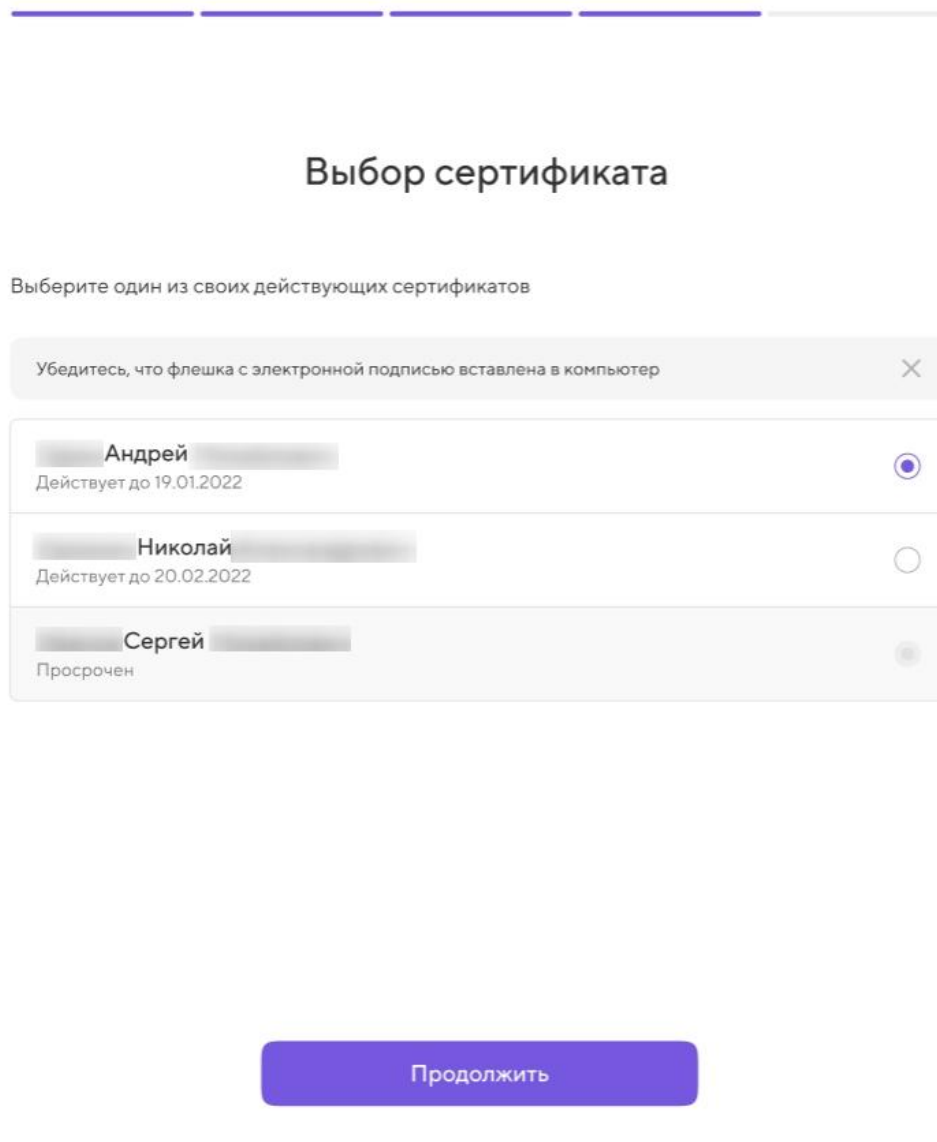 Выбор сертификата
Выберите один из своих действующих сертификатов
Убедитесь, что флешка с электронной подписью вставлена в компьютер
Андрей
Действует до 19.01.2022
Николай
Действует до 20.02.2022
Сергей
Просрочен
Продолжить